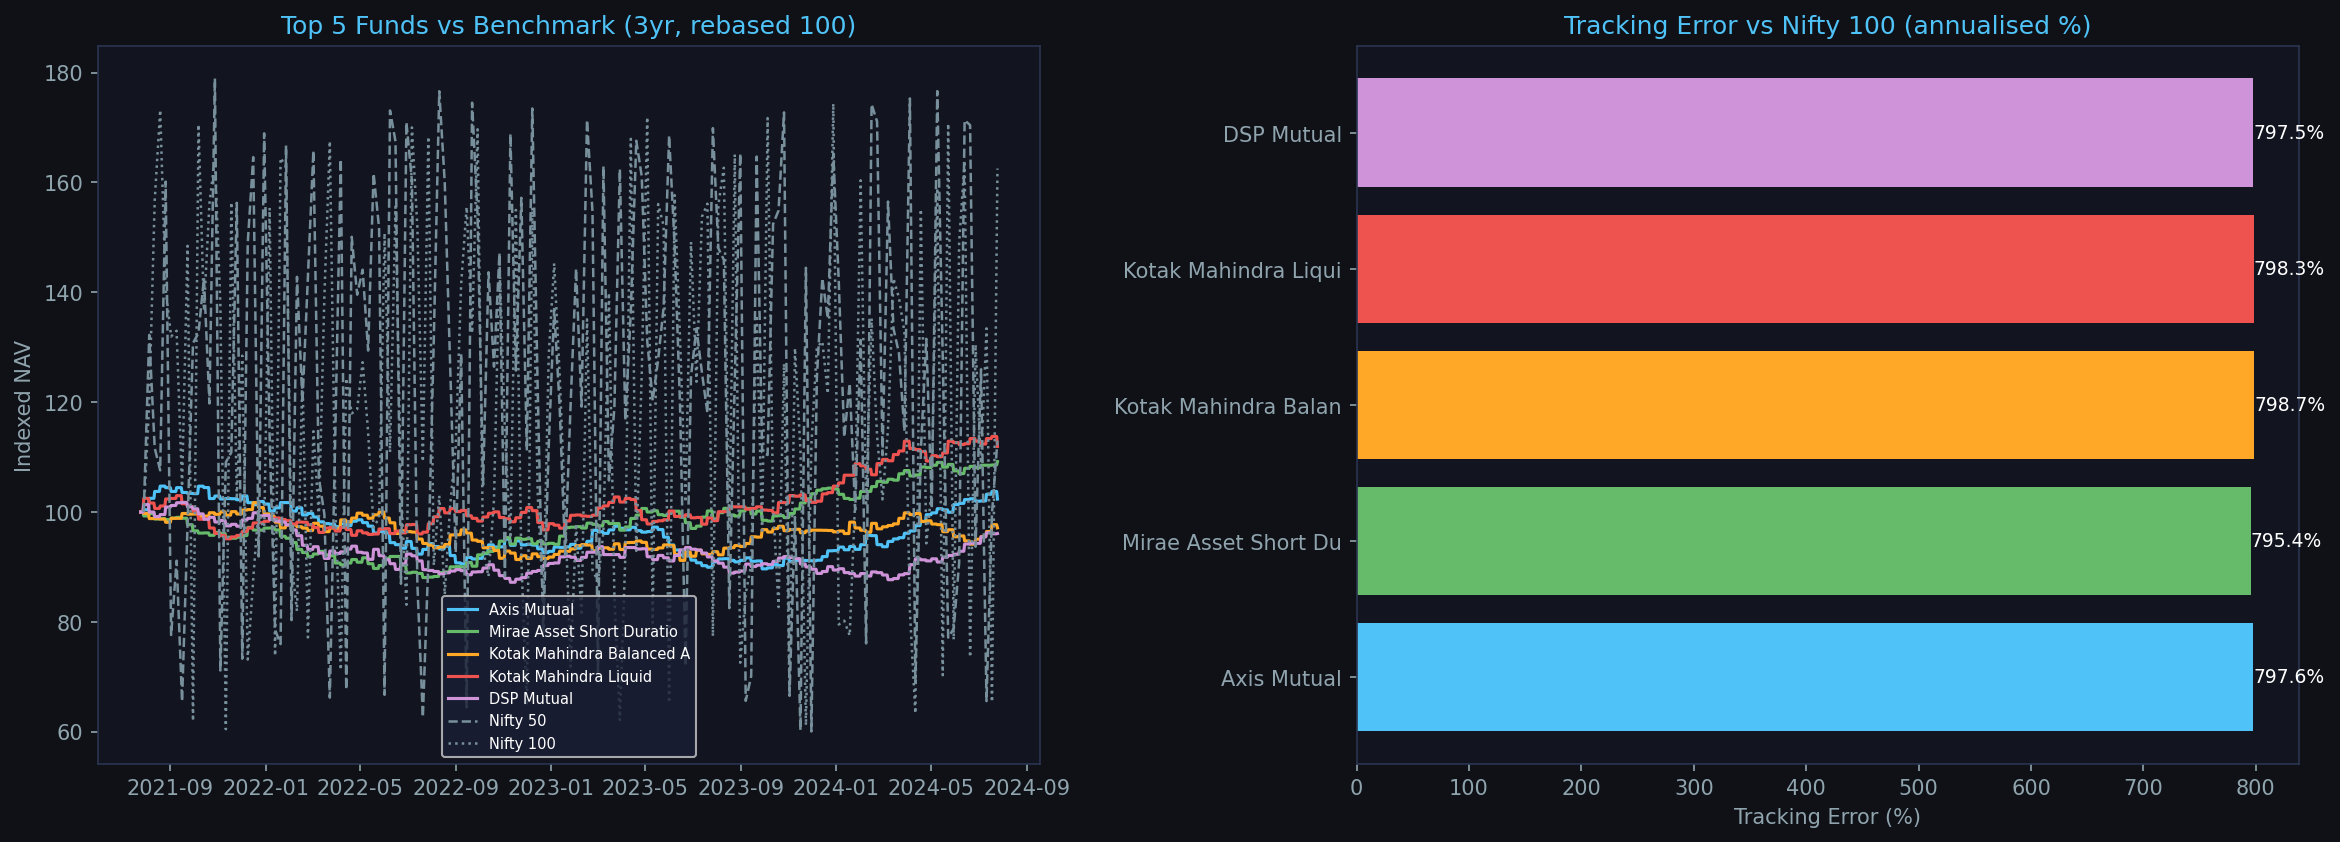 Top 5 Funds vs Benchmark (3yr, rebased 100)
Indexed NAV
180
160
140
120
100
80
60
Axis Mutual
Mirae Asset Short Duratio
Kotak Mahindra Balanced A
Kotak Mahindra Liquid
DSP Mutual
Nifty 50
Nifty 100
2021-09 2022-01 2022-05 2022-09 2023-01 2023-05 2023-09 2024-01 2024-05 2024-09
Tracking Error vs Nifty 100 (annualised %)
DSP Mutual 797.5%
Kotak Mahindra Liqui 798.3%
Kotak Mahindra Balan 798.7%
Mirae Asset Short Du 795.4%
Axis Mutual 797.6%
0 100 200 300 400 500 600 700 800
Tracking Error (%)